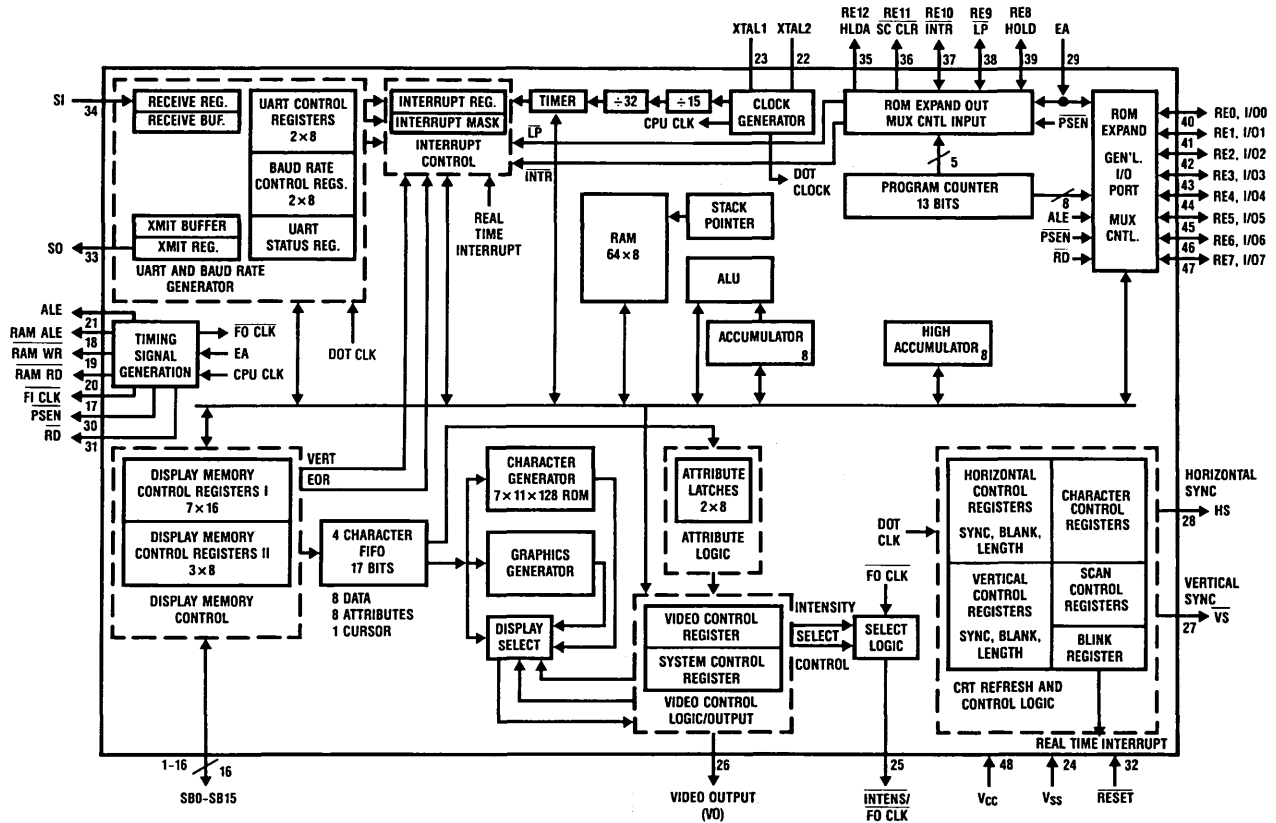 RE12 RE11 RE10 RE9 RE8
XTAL1 XTAL2 HLDA SC CLR INTR LP HOLD EA
23 22 35 36 37 38 39 29
SI
34
RECEIVE REG.
RECEIVE BUF.
UART CONTROL
REGISTERS
2×8
BAUD RATE
CONTROL REGS.
2×8
UART
STATUS REG.
XMIT BUFFER
XMIT REG.
SO
33
UART AND BAUD RATE
GENERATOR
INTERRUPT REG.
INTERRUPT MASK
INTERRUPT
CONTROL
TIMER
÷32
÷15
CLOCK
GENERATOR
CPU CLK
LP
INTR
DOT
CLOCK
REAL
TIME
INTERRUPT
ROM EXPAND OUT
MUX CNTL INPUT
PSEN
5
PROGRAM COUNTER
13 BITS
8
ALE
PSEN
RD
ROM
EXPAND
GEN'L.
I/O
PORT
MUX
CNTL.
RE0, I/O0
40
RE1, I/O1
41
RE2, I/O2
42
RE3, I/O3
43
RE4, I/O4
44
RE5, I/O5
45
RE6, I/O6
46
RE7, I/O7
47
RAM
64×8
STACK
POINTER
ALU
ACCUMULATOR
8
HIGH
ACCUMULATOR
8
ALE
21
RAM ALE
18
RAM WR
19
RAM RD
20
FI CLK
17
PSEN
30
RD
31
TIMING
SIGNAL
GENERATION
FO CLK
EA
CPU CLK
DOT CLK
DISPLAY MEMORY
CONTROL REGISTERS I
7×16
DISPLAY MEMORY
CONTROL REGISTERS II
3×8
DISPLAY MEMORY
CONTROL
VERT
EOR
4 CHARACTER
FIFO
17 BITS
8 DATA
8 ATTRIBUTES
1 CURSOR
CHARACTER
GENERATOR
7×11×128 ROM
GRAPHICS
GENERATOR
DISPLAY
SELECT
ATTRIBUTE
LATCHES
2×8
ATTRIBUTE
LOGIC
VIDEO CONTROL
REGISTER
SYSTEM CONTROL
REGISTER
VIDEO CONTROL
LOGIC/OUTPUT
INTENSITY
SELECT
CONTROL
FO CLK
SELECT
LOGIC
DOT
CLK
HORIZONTAL
CONTROL
REGISTERS
SYNC, BLANK,
LENGTH
CHARACTER
CONTROL
REGISTERS
VERTICAL
CONTROL
REGISTERS
SYNC, BLANK,
LENGTH
SCAN
CONTROL
REGISTERS
BLINK
REGISTER
CRT REFRESH AND
CONTROL LOGIC
REAL TIME INTERRUPT
HORIZONTAL
SYNC
HS
28
VERTICAL
SYNC
VS
27
1–16 16 26 25 48 24 32
SB0-SB15
VIDEO OUTPUT
(VO)
INTENS/
FO CLK
VCC
VSS
RESET